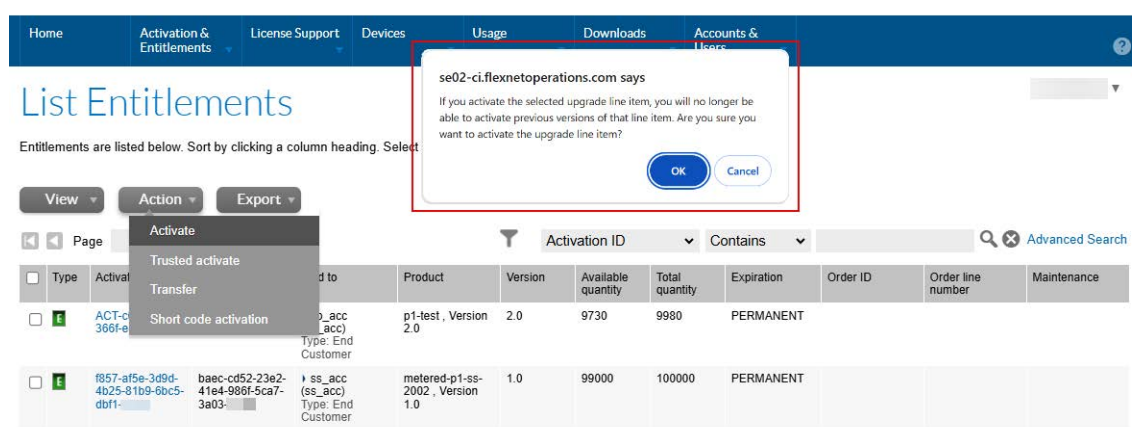 Home
Activation &
Entitlements
License Support
Devices
Usage
Downloads
Accounts &
Users
se02-ci.flexnetoperations.com says
If you activate the selected upgrade line item, you will no longer be
able to activate previous versions of that line item. Are you sure you
want to activate the upgrade line item?
OK
Cancel
List Entitlements
Entitlements are listed below. Sort by clicking a column heading. Select
View
Action
Export
Activate
Trusted activate
Transfer
Short code activation
Page
Activation ID
Contains
Advanced Search
Type
Product
Version
Available
quantity
Total
quantity
Expiration
Order ID
Order line
number
Maintenance
E
p1-test , Version
2.0
2.0
9730
9980
PERMANENT
Type: End
Customer
E
f857-af5e-3d9d-
4b25-81b9-6bc5-
dbf1-
baec-cd52-23e2-
41e4-986f-5ca7-
3a03-
ss_acc
(ss_acc)
Type: End
Customer
metered-p1-ss-
2002 , Version
1.0
1.0
99000
100000
PERMANENT